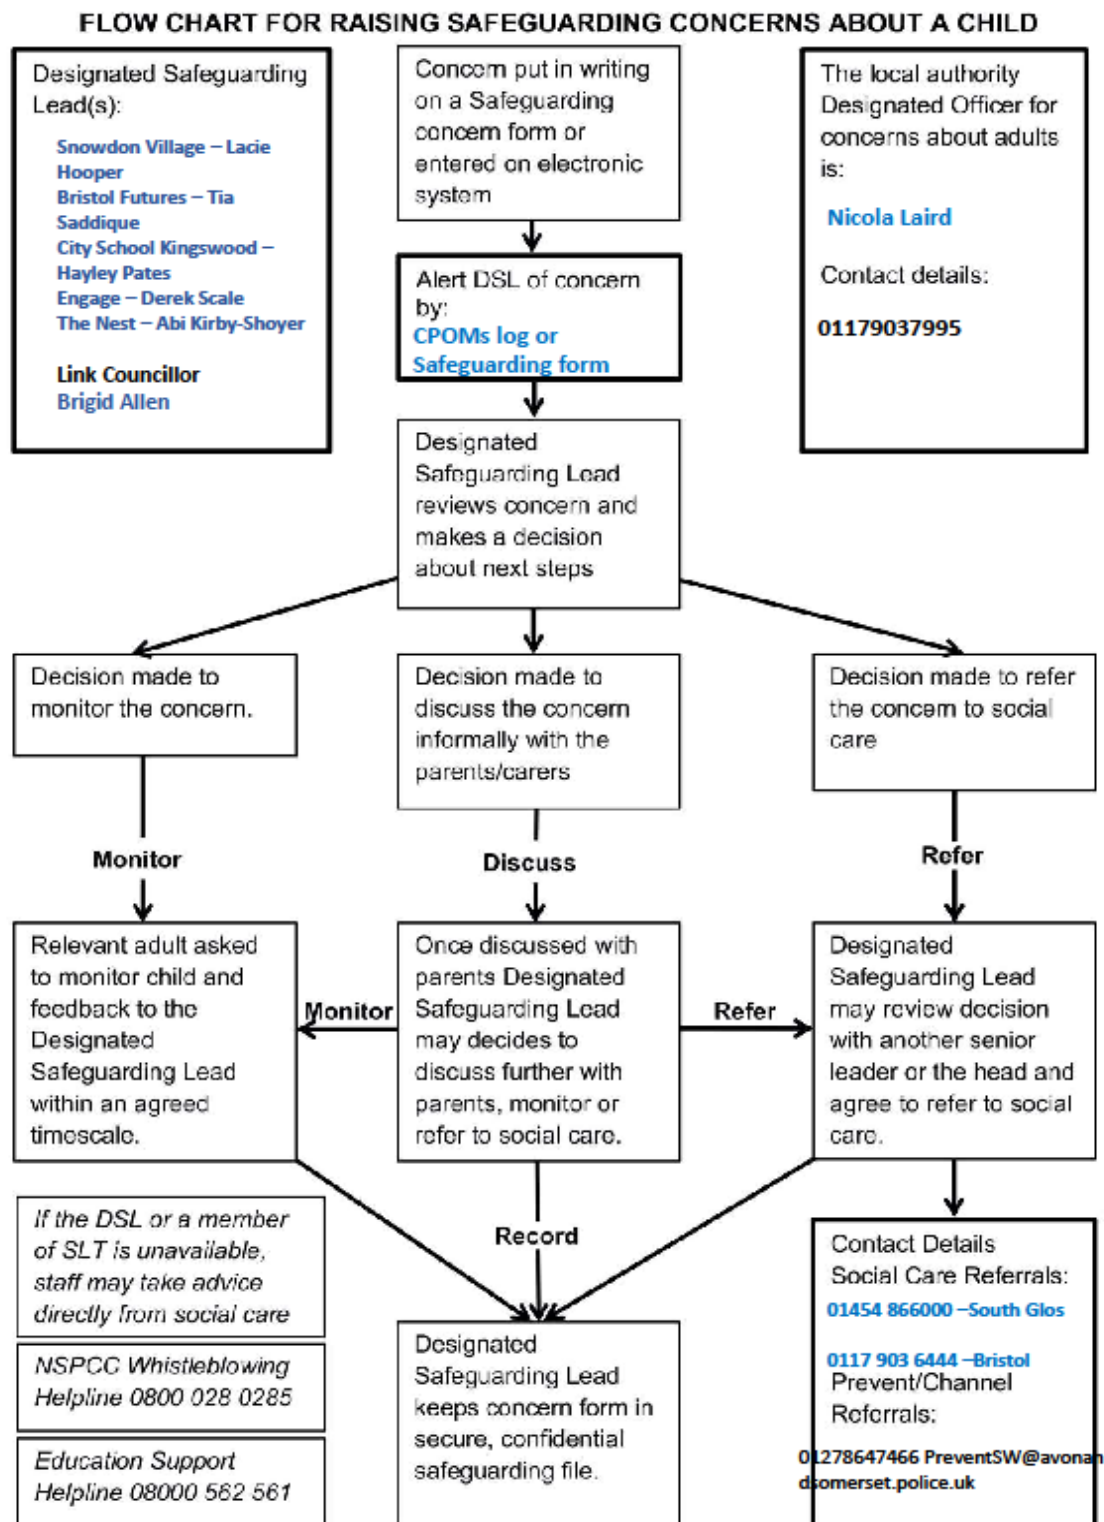 FLOW CHART FOR RAISING SAFEGUARDING CONCERNS ABOUT A CHILD
Designated Safeguarding
Lead(s):
Snowdon Village – Lacie
Hooper
Bristol Futures – Tia
Saddique
City School Kingswood –
Hayley Pates
Engage – Derek Scale
The Nest – Abi Kirby-Shoyer
Link Councillor
Brigid Allen
Concern put in writing
on a Safeguarding
concern form or
entered on electronic
system
The local authority
Designated Officer for
concerns about adults
is:
Nicola Laird
Contact details:
01179037995
Alert DSL of concern
by:
CPOMs log or
Safeguarding form
Designated
Safeguarding Lead
reviews concern and
makes a decision
about next steps
Decision made to
monitor the concern.
Decision made to
discuss the concern
informally with the
parents/carers
Decision made to refer
the concern to social
care
Monitor
Discuss
Refer
Relevant adult asked
to monitor child and
feedback to the
Designated
Safeguarding Lead
within an agreed
timescale.
Monitor
Once discussed with
parents Designated
Safeguarding Lead
may decides to
discuss further with
parents, monitor or
refer to social care.
Refer
Designated
Safeguarding Lead
may review decision
with another senior
leader or the head and
agree to refer to social
care.
Record
If the DSL or a member
of SLT is unavailable,
staff may take advice
directly from social care
NSPCC Whistleblowing
Helpline 0800 028 0285
Education Support
Helpline 08000 562 561
Designated
Safeguarding Lead
keeps concern form in
secure, confidential
safeguarding file.
Contact Details
Social Care Referrals:
01454 866000 –South Glos
0117 903 6444 –Bristol
Prevent/Channel
Referrals:
01278647466 PreventSW@avonan
dsomerset.police.uk